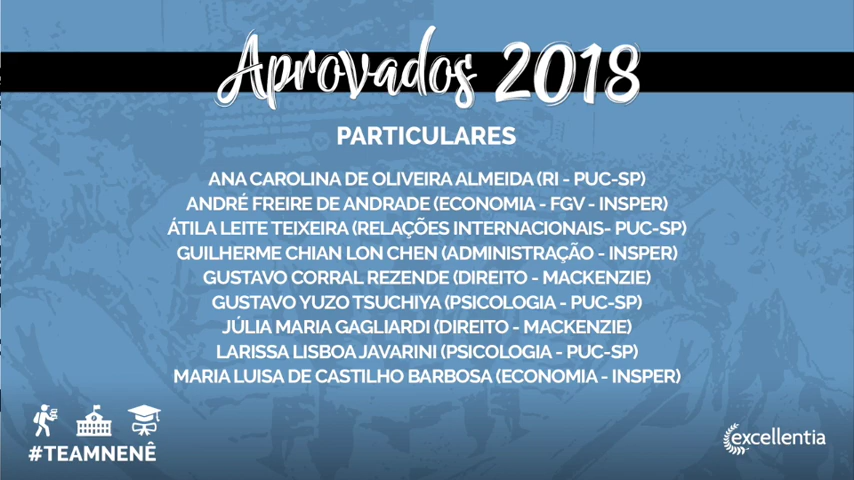 Aprovados 2018
PARTICULARES
ANA CAROLINA DE OLIVEIRA ALMEIDA (RI - PUC-SP)
ANDRÉ FREIRE DE ANDRADE (ECONOMIA - FGV - INSPER)
ÁTILA LEITE TEIXEIRA (RELAÇÕES INTERNACIONAIS- PUC-SP)
GUILHERME CHIAN LON CHEN (ADMINISTRAÇÃO - INSPER)
GUSTAVO CORRAL REZENDE (DIREITO - MACKENZIE)
GUSTAVO YUZO TSUCHIYA (PSICOLOGIA - PUC-SP)
JÚLIA MARIA GAGLIARDI (DIREITO - MACKENZIE)
LARISSA LISBOA JAVARINI (PSICOLOGIA - PUC-SP)
MARIA LUISA DE CASTILHO BARBOSA (ECONOMIA - INSPER)
#TEAMNENÊ
excellentia